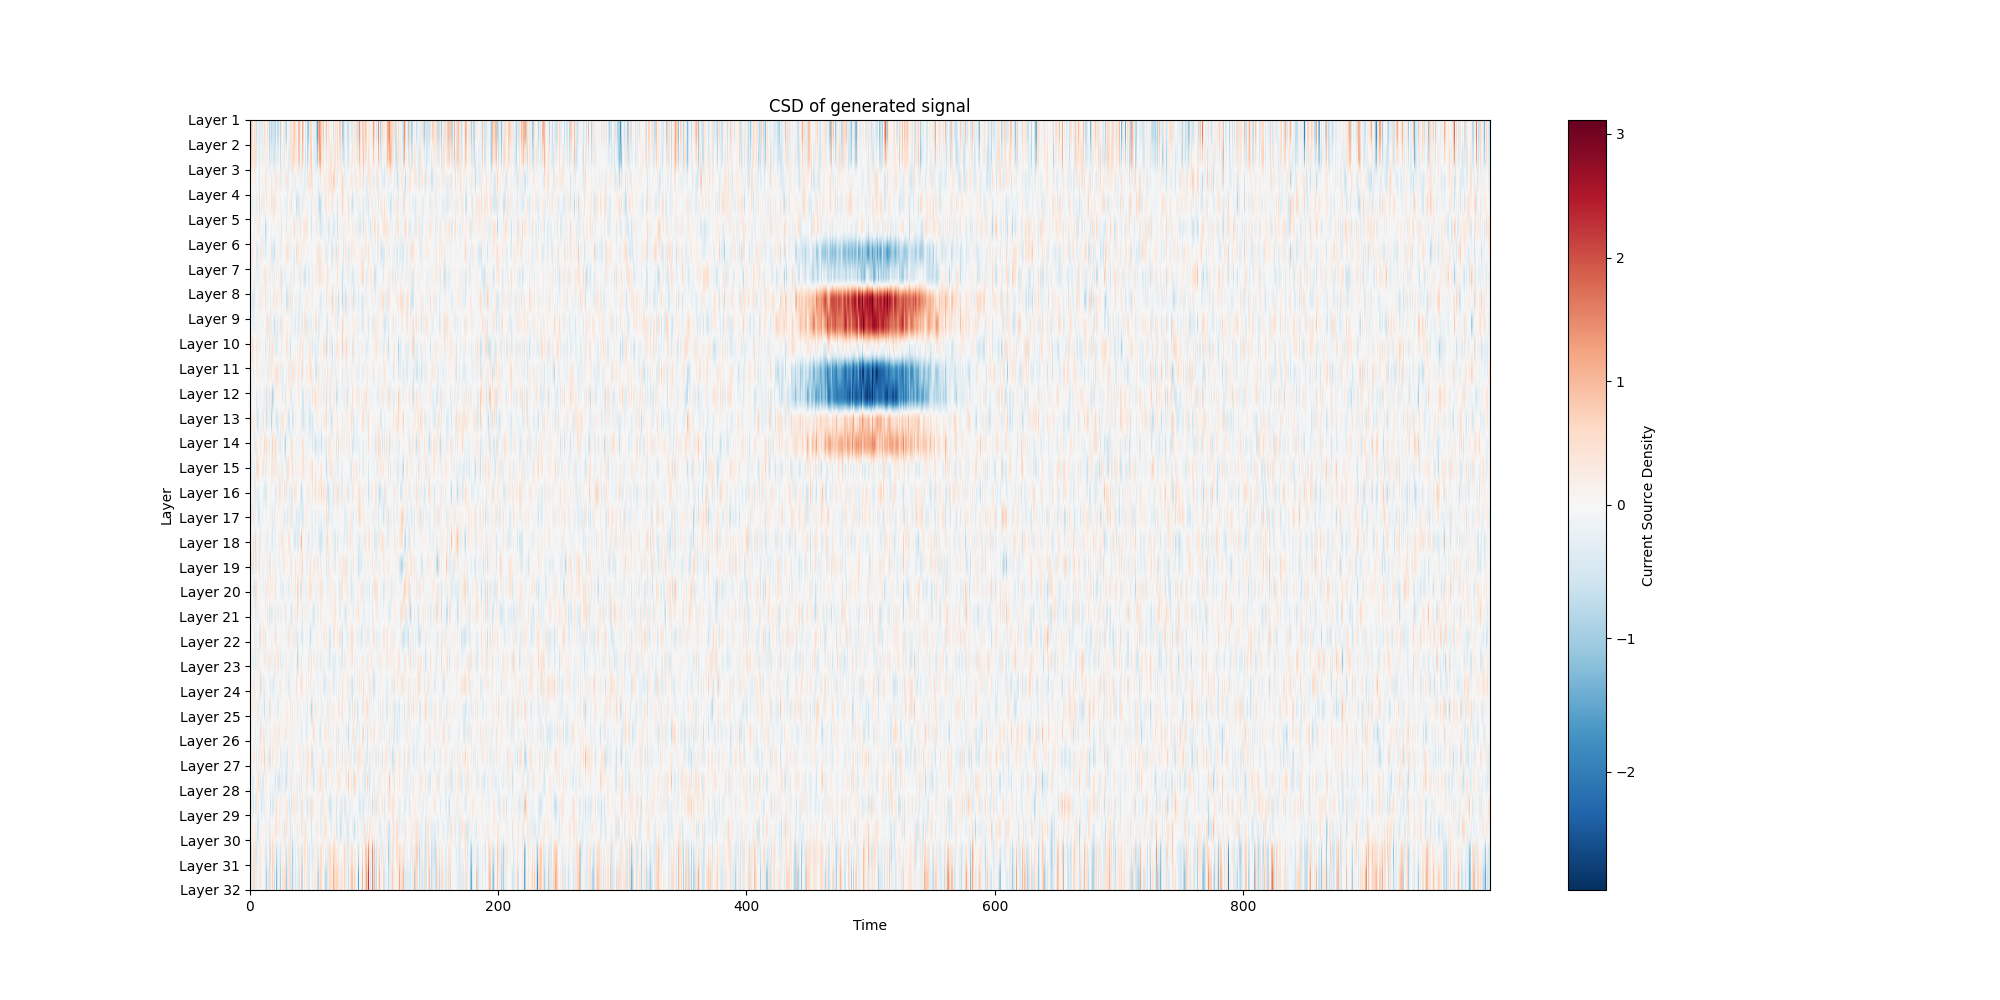 CSD of generated signal
Layer 1
Layer 2
Layer 3
Layer 4
Layer 5
Layer 6
Layer 7
Layer 8
Layer 9
Layer 10
Layer 11
Layer 12
Layer 13
Layer 14
Layer 15
Layer 16
Layer 17
Layer 18
Layer 19
Layer 20
Layer 21
Layer 22
Layer 23
Layer 24
Layer 25
Layer 26
Layer 27
Layer 28
Layer 29
Layer 30
Layer 31
Layer 32
Layer
0 200 400 600 800
Time
3
2
1
0
−1
−2
Current Source Density